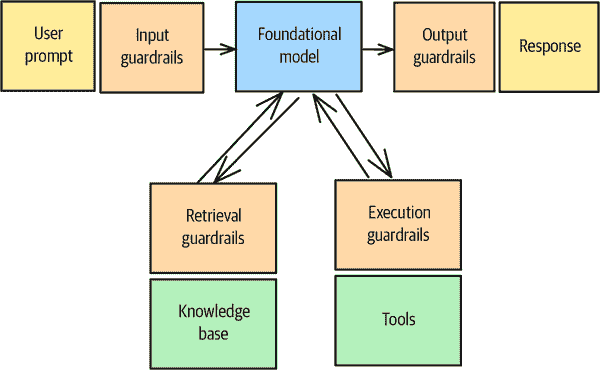 User
prompt
Input
guardrails
Foundational
model
Output
guardrails
Response
Retrieval
guardrails
Execution
guardrails
Knowledge
base
Tools